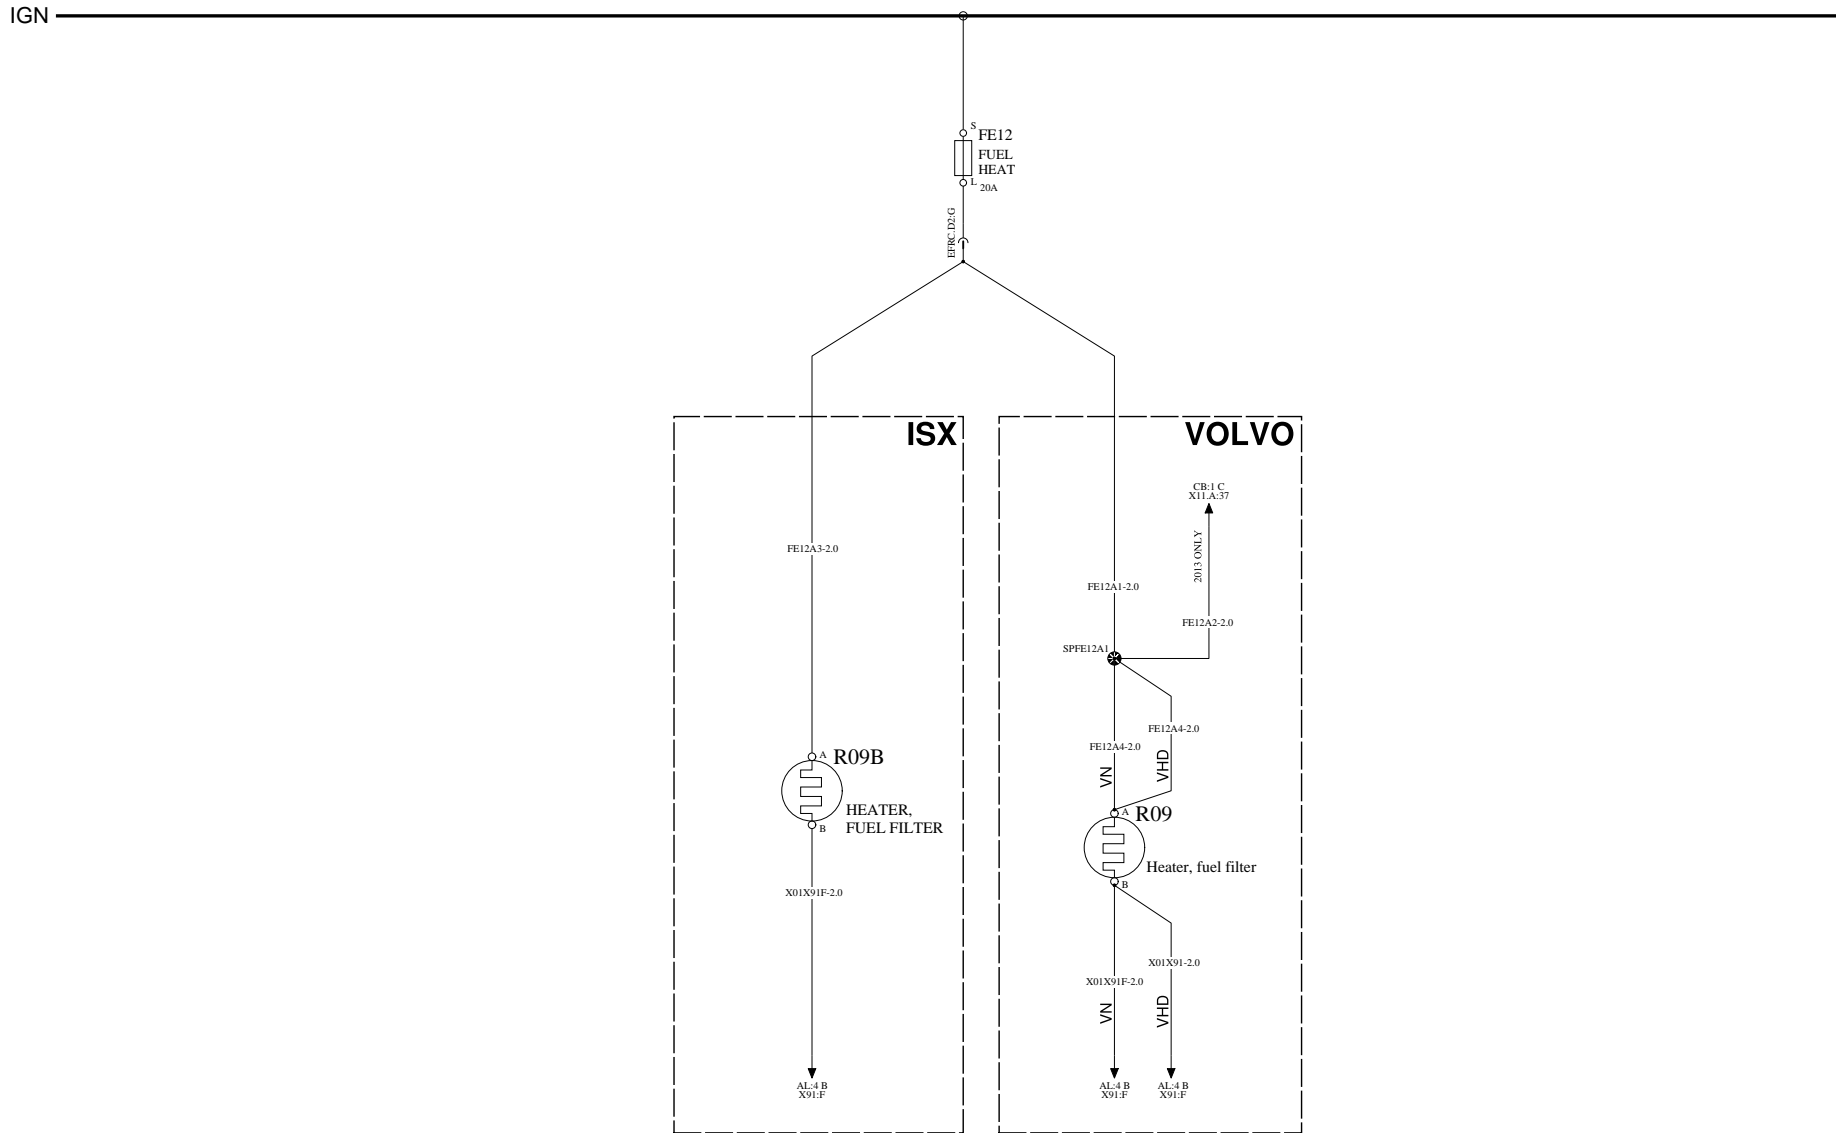 IGN
S
FE12
FUEL
HEAT
L
20A
EFRC.D2:G
ISX
VOLVO
CB:1 C
X11.A:37
2013 ONLY
FE12A3-2.0
FE12A1-2.0
FE12A2-2.0
SPFE12A1
FE12A4-2.0
FE12A4-2.0
VN
VHD
A
R09B
HEATER,
FUEL FILTER
B
A
R09
Heater, fuel filter
B
X01X91F-2.0
X01X91-2.0
X01X91F-2.0
VN
VHD
AL:4 B
X91:F
AL:4 B
X91:F
AL:4 B
X91:F